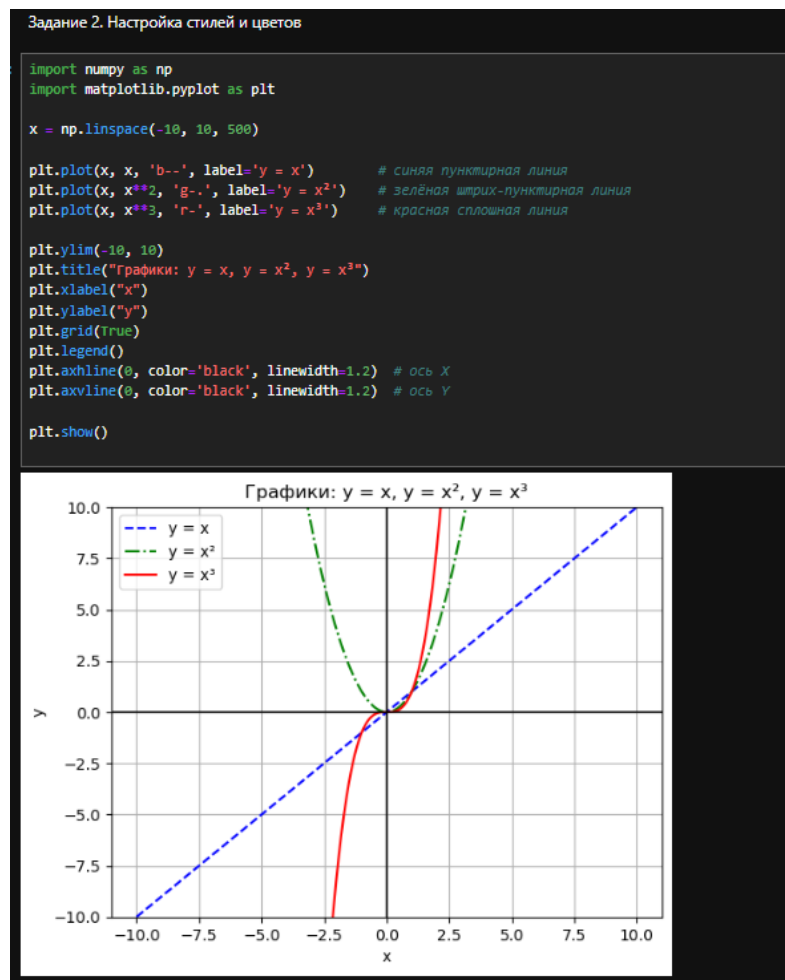 Задание 2. Настройка стилей и цветов
import numpy as np
import matplotlib.pyplot as plt
x = np.linspace(-10, 10, 500)
plt.plot(x, x, 'b--', label='y = x')        # синяя пунктирная линия
plt.plot(x, x**2, 'g-.', label='y = x²')    # зелёная штрих-пунктирная линия
plt.plot(x, x**3, 'r-', label='y = x³')     # красная сплошная линия
plt.ylim(-10, 10)
plt.title("Графики: y = x, y = x², y = x³")
plt.xlabel("x")
plt.ylabel("y")
plt.grid(True)
plt.legend()
plt.axhline(0, color='black', linewidth=1.2)  # ось X
plt.axvline(0, color='black', linewidth=1.2)  # ось Y
plt.show()
Графики: y = x, y = x², y = x³
y = x
y = x²
y = x³
10.0
7.5
5.0
2.5
0.0
−2.5
−5.0
−7.5
−10.0
y
−10.0 −7.5 −5.0 −2.5 0.0 2.5 5.0 7.5 10.0
x